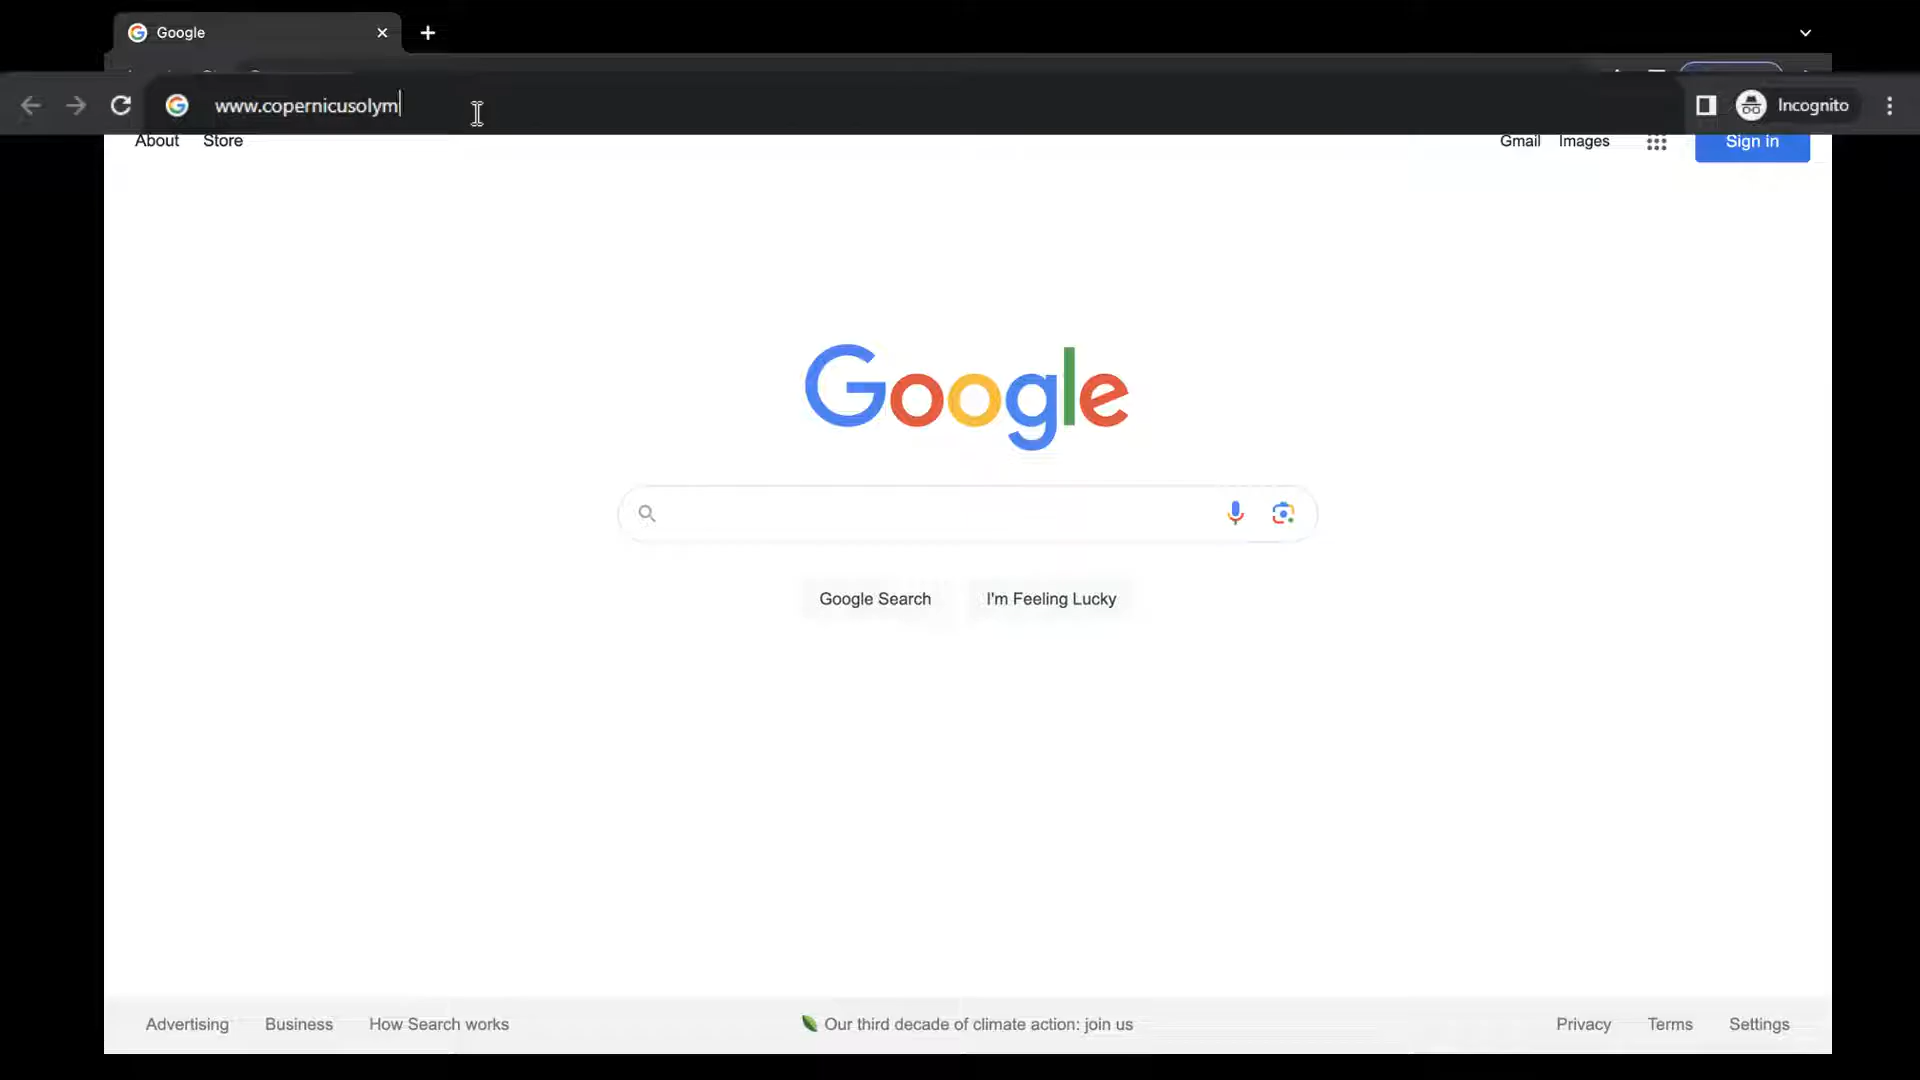 Google
www.copernicusolym
Incognito
About Store
Gmail Images Sign in
Google
Google Search I'm Feeling Lucky
Advertising Business How Search works
Our third decade of climate action: join us
Privacy Terms Settings